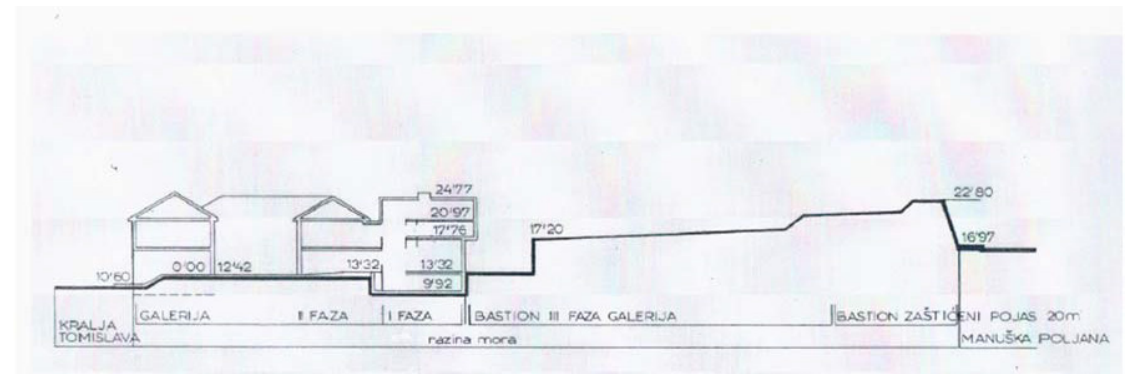 24'77
22'80
20'97
17'76
17'20
16'97
13'32
13'32
10'60
0'00
12'42
9'92
GALERIJA
II FAZA
I FAZA
BASTION III FAZA GALERIJA
BASTION ZAŠTIĆENI POJAS 20m
KRALJA
TOMISLAVA
razina mora
MANUŠKA POLJANA